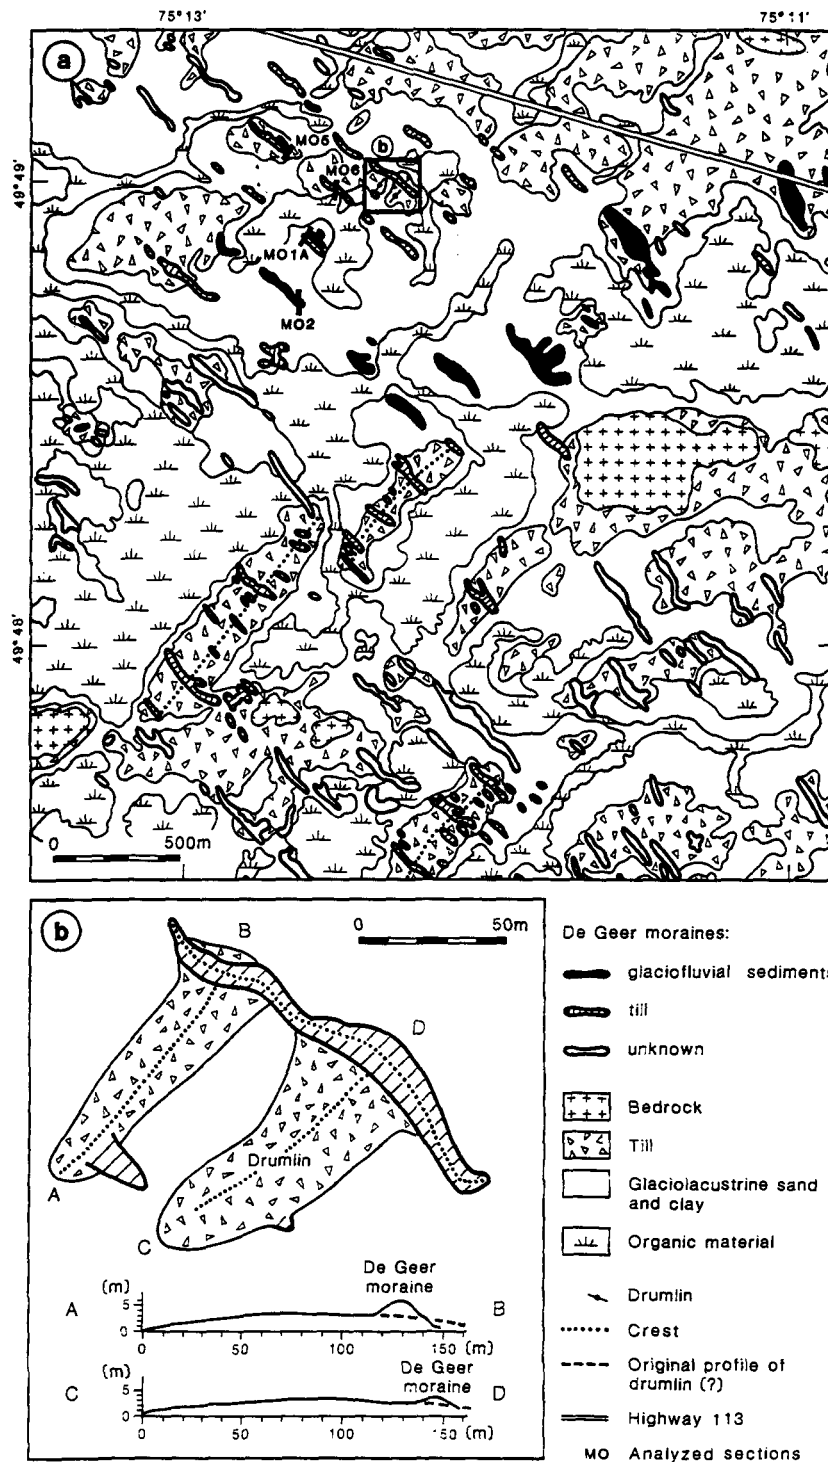 75°13' 75°11'
a
b
MO5
MO6
49°49'
MO1A
MO2
49°48'
0 500m
b
B
0 50m
D
Drumlin
A
C
De Geer
moraine
(m)
A
5
0
B
0 50 100 150 (m)
De Geer
moraine
(m)
C
5
0
D
0 50 100 150 (m)
De Geer moraines:
glaciofluvial sediments
till
unknown
Bedrock
Till
Glaciolacustrine sand
and clay
Organic material
Drumlin
Crest
Original profile of
drumlin (?)
Highway 113
MO Analyzed sections